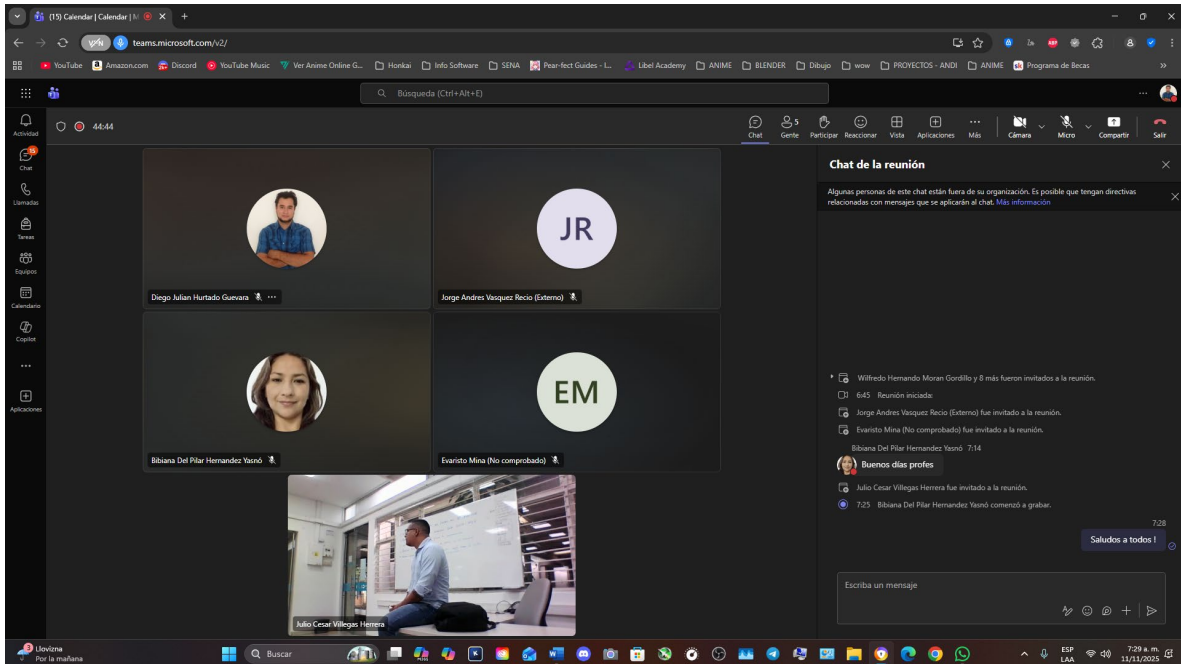 (15) Calendar | Calendar | M
teams.microsoft.com/v2/
YouTube Amazon.com Discord YouTube Music Ver Anime Online G... Honkai Info Software SENA Pear-fect Guides - I... Libel Academy ANIME BLENDER Dibujo wow PROYECTOS - ANDI ANIME Programa de Becas
Búsqueda (Ctrl+Alt+E)
44:44
Chat
5
Gente
Participar
Reaccionar
Vista
Aplicaciones
Más
Cámara
Micro
Compartir
Salir
Actividad
15
Chat
Llamadas
Tareas
Equipos
Calendario
Copilot
Aplicaciones
Diego Julian Hurtado Guevara
JR
Jorge Andres Vasquez Recio (Externo)
Bibiana Del Pilar Hernandez Yasnó
EM
Evaristo Mina (No comprobado)
Julio Cesar Villegas Herrera
Chat de la reunión
Algunas personas de este chat están fuera de su organización. Es posible que tengan directivas
relacionadas con mensajes que se aplicarán al chat. Más información
Wilfredo Hernando Moran Gordillo y 8 más fueron invitados a la reunión.
6:45 Reunión iniciada:
Jorge Andres Vasquez Recio (Externo) fue invitado a la reunión.
Evaristo Mina (No comprobado) fue invitado a la reunión.
Bibiana Del Pilar Hernandez Yasnó 7:14
Buenos días profes
Julio Cesar Villegas Herrera fue invitado a la reunión.
7:25 Bibiana Del Pilar Hernandez Yasnó comenzó a grabar.
7:28
Saludos a todos !
Escriba un mensaje
3
Llovizna
Por la mañana
Buscar
ESP
LAA
7:29 a. m.
11/11/2025